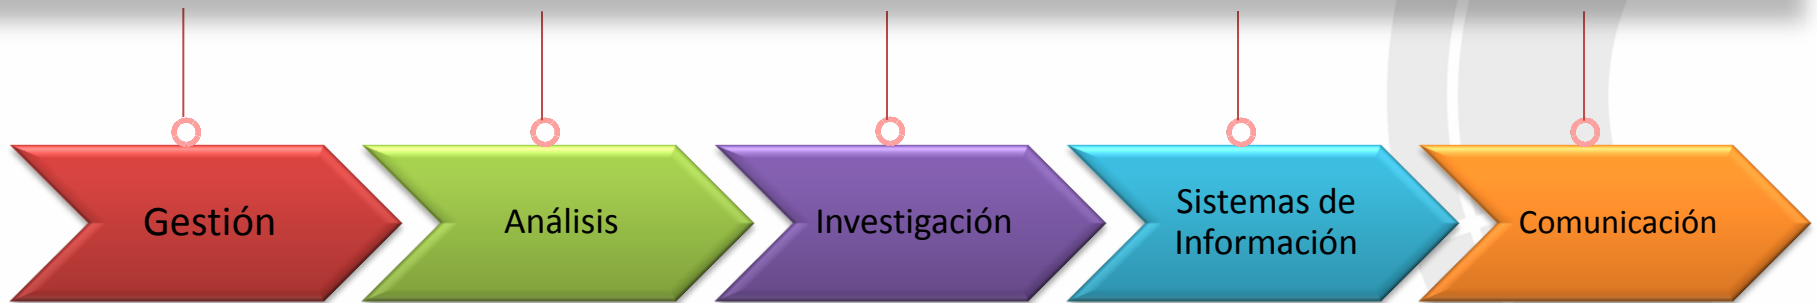 Gestión
Análisis
Investigación
Sistemas de
Información
Comunicación